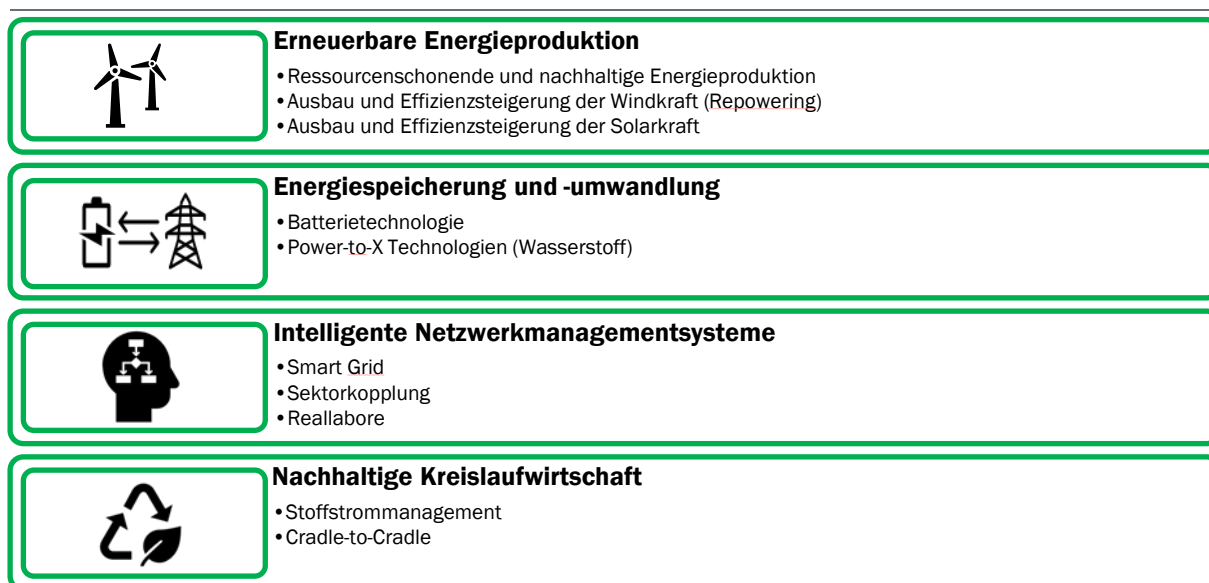 Erneuerbare Energieproduktion
•Ressourcenschonende und nachhaltige Energieproduktion
•Ausbau und Effizienzsteigerung der Windkraft (Repowering)
•Ausbau und Effizienzsteigerung der Solarkraft
Energiespeicherung und -umwandlung
•Batterietechnologie
•Power-to-X Technologien (Wasserstoff)
Intelligente Netzwerkmanagementsysteme
•Smart Grid
•Sektorkopplung
•Reallabore
Nachhaltige Kreislaufwirtschaft
•Stoffstrommanagement
•Cradle-to-Cradle